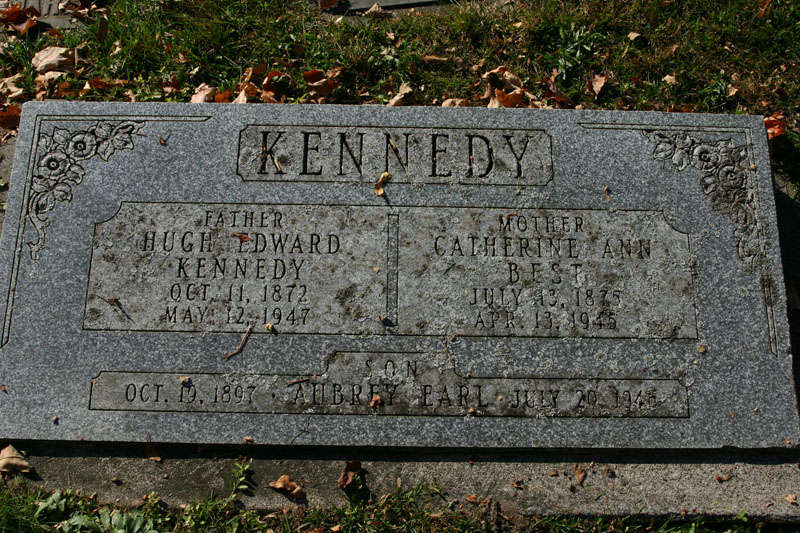 KENNEDY
FATHER
HUGH EDWARD
KENNEDY
OCT. 11, 1872
MAY 12, 1947
MOTHER
CATHERINE ANN
BEST
JULY 13, 1875
APR. 13, 1945
SON
OCT. 19, 1897 · AUBREY EARL · JULY 20, 1945